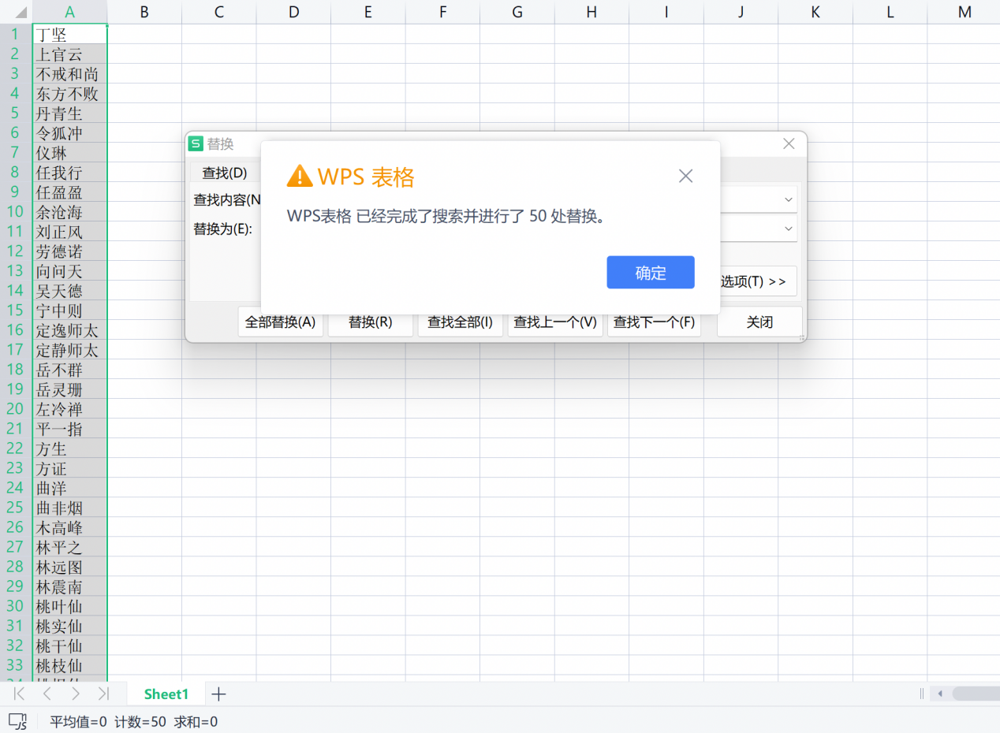 A B C D E F G H I J K L M
1 丁坚
2 上官云
3 不戒和尚
4 东方不败
5 丹青生
6 令狐冲
7 仪琳
8 任我行
9 任盈盈
10 余沧海
11 刘正风
12 劳德诺
13 向问天
14 吴天德
15 宁中则
16 定逸师太
17 定静师太
18 岳不群
19 岳灵珊
20 左冷禅
21 平一指
22 方生
23 方证
24 曲洋
25 曲非烟
26 木高峰
27 林平之
28 林远图
29 林震南
30 桃叶仙
31 桃实仙
32 桃干仙
33 桃枝仙
S 替换
查找(D)
查找内容(N
替换为(E):
选项(T) >>
全部替换(A) 替换(R) 查找全部(I) 查找上一个(V) 查找下一个(F) 关闭
WPS 表格
WPS表格 已经完成了搜索并进行了 50 处替换。
确定
Sheet1
平均值=0 计数=50 求和=0